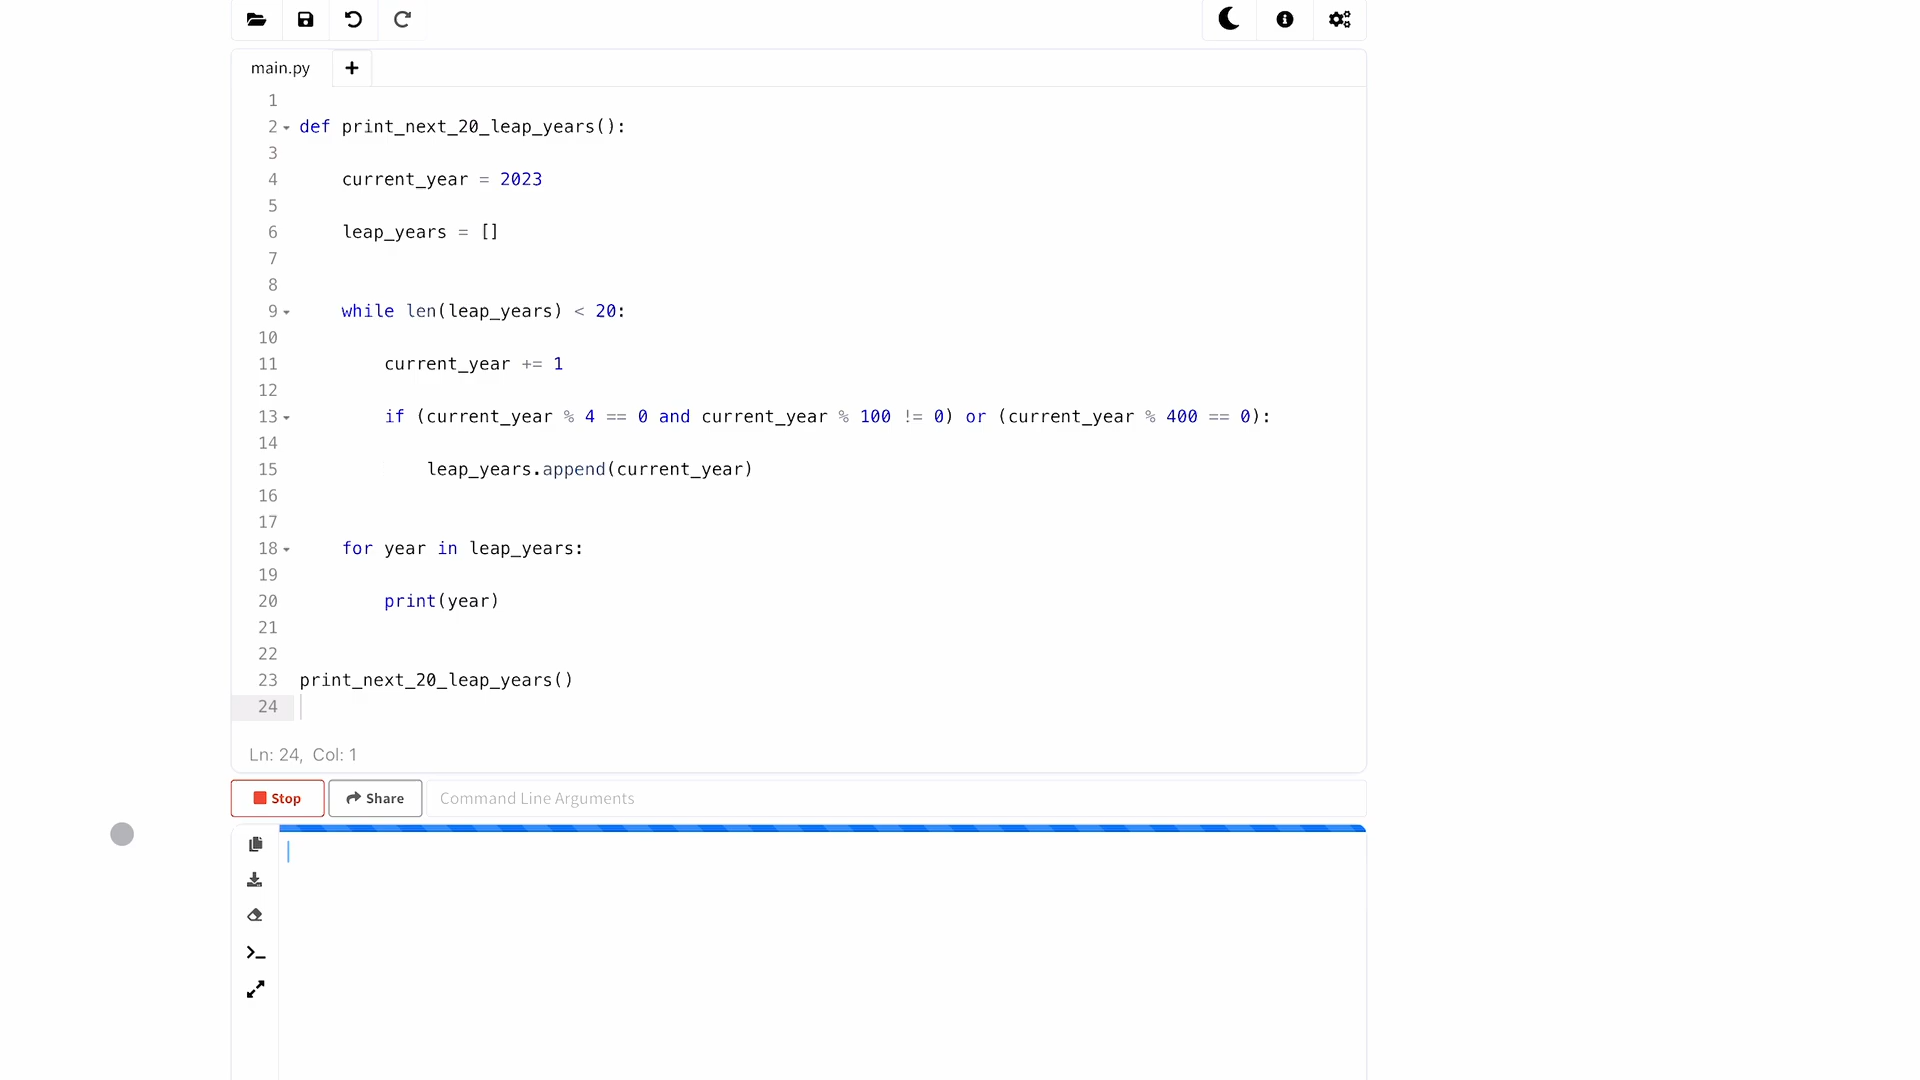 main.py
1
2 def print_next_20_leap_years():
3
4     current_year = 2023
5
6     leap_years = []
7
8
9     while len(leap_years) < 20:
10
11         current_year += 1
12
13         if (current_year % 4 == 0 and current_year % 100 != 0) or (current_year % 400 == 0):
14
15             leap_years.append(current_year)
16
17
18     for year in leap_years:
19
20         print(year)
21
22
23 print_next_20_leap_years()
24
Ln: 24, Col: 1
Stop Share Command Line Arguments